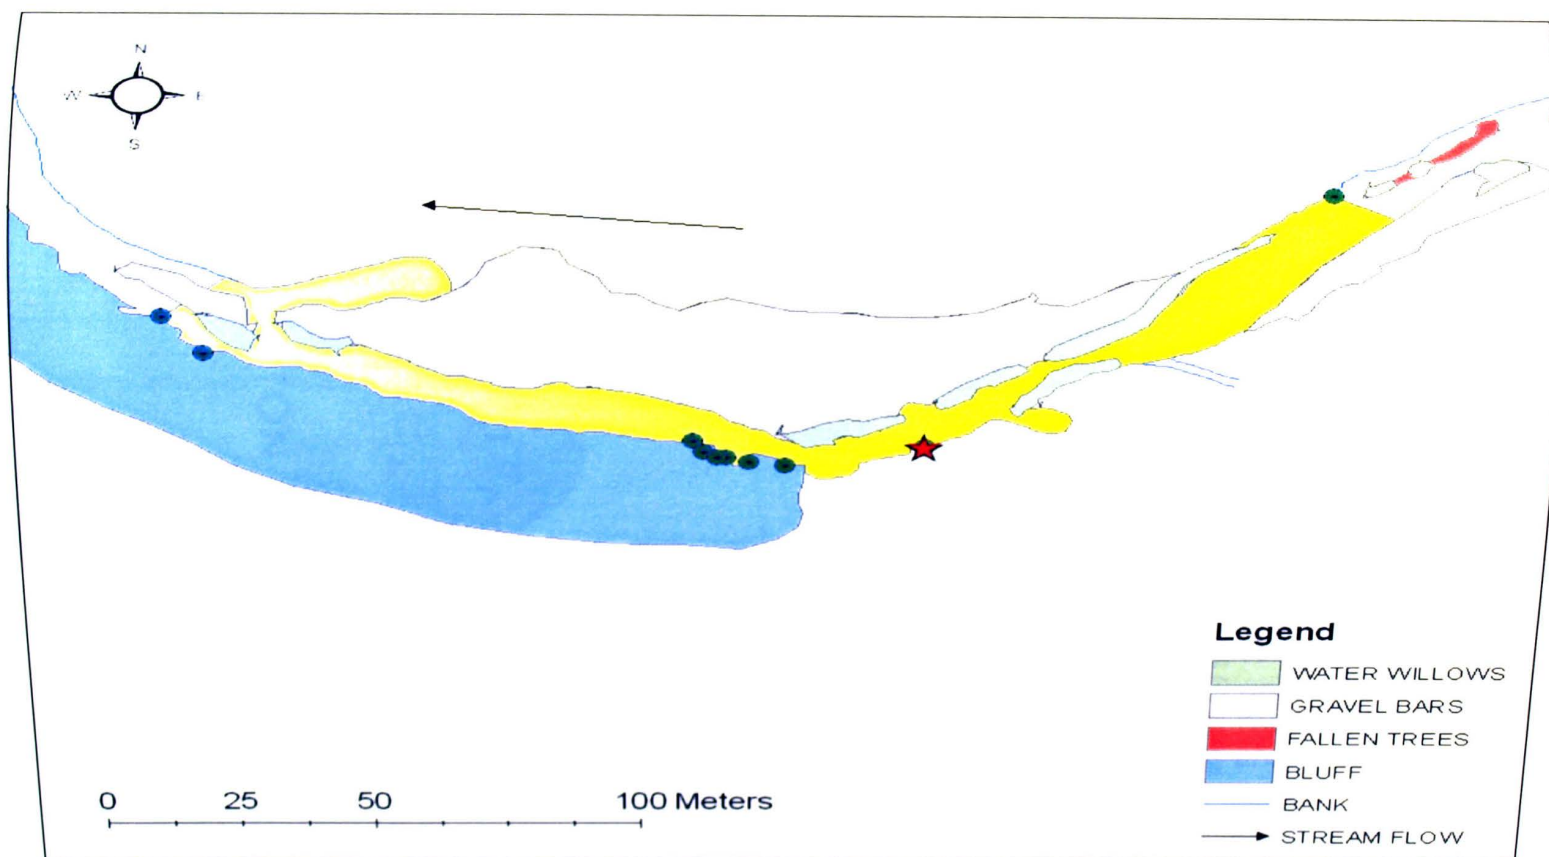 N
W E
S
Legend
WATER WILLOWS
GRAVEL BARS
FALLEN TREES
BLUFF
BANK
STREAM FLOW
0 25 50 100 Meters